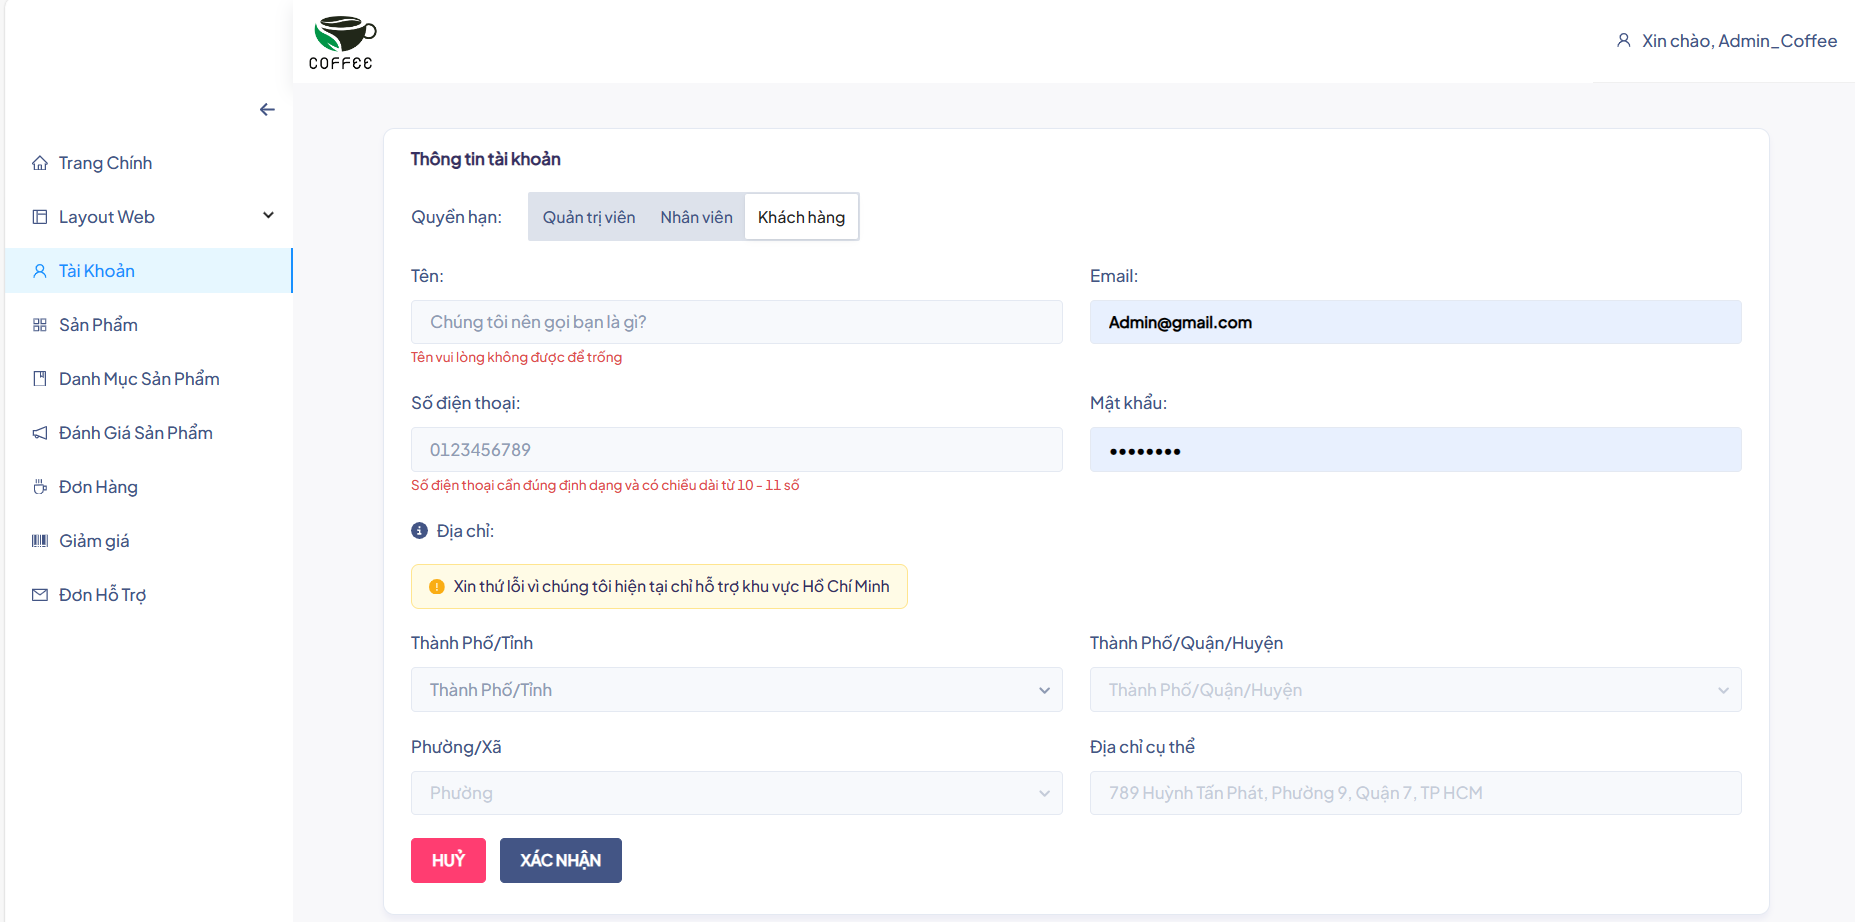 COFFEE
Xin chào, Admin_Coffee
Trang Chính
Layout Web
Tài Khoản
Sản Phẩm
Danh Mục Sản Phẩm
Đánh Giá Sản Phẩm
Đơn Hàng
Giảm giá
Đơn Hỗ Trợ
Thông tin tài khoản
Quyền hạn:
Quản trị viên Nhân viên Khách hàng
Tên:
Chúng tôi nên gọi bạn là gì?
Tên vui lòng không được để trống
Email:
Admin@gmail.com
Số điện thoại:
0123456789
Số điện thoại cần đúng định dạng và có chiều dài từ 10 - 11 số
Mật khẩu:
••••••••
Địa chỉ:
Xin thứ lỗi vì chúng tôi hiện tại chỉ hỗ trợ khu vực Hồ Chí Minh
Thành Phố/Tỉnh
Thành Phố/Tỉnh
Thành Phố/Quận/Huyện
Thành Phố/Quận/Huyện
Phường/Xã
Phường
Địa chỉ cụ thể
789 Huỳnh Tấn Phát, Phường 9, Quận 7, TP HCM
HUỶ
XÁC NHẬN